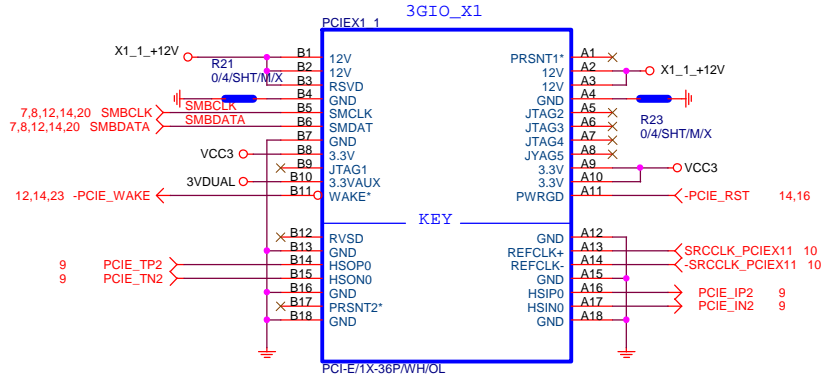 3GIO_X1
PCIEX1_1
X1_1_+12V B1 12V PRSNT1* A1
R21 B2 12V 12V A2 X1_1_+12V
0/4/SHT/M/X B3 RSVD 12V A3
B4 GND GND A4
7,8,12,14,20 SMBCLK SMBCLK B5 SMCLK JTAG2 A5
7,8,12,14,20 SMBDATA SMBDATA B6 SMDAT JTAG3 A6 R23
B7 GND JTAG4 A7 0/4/SHT/M/X
VCC3 B8 3.3V JYAG5 A8
B9 JTAG1 3.3V A9 VCC3
3VDUAL B10 3.3VAUX 3.3V A10
12,14,23 -PCIE_WAKE B11 WAKE* PWRGD A11 -PCIE_RST 14,16
KEY
B12 RVSD GND A12
B13 GND REFCLK+ A13 SRCCLK_PCIEX11 10
9 PCIE_TP2 B14 HSOP0 REFCLK- A14 -SRCCLK_PCIEX11 10
9 PCIE_TN2 B15 HSON0 GND A15
B16 GND HSIP0 A16 PCIE_IP2 9
B17 PRSNT2* HSIN0 A17 PCIE_IN2 9
B18 GND GND A18
PCI-E/1X-36P/WH/OL